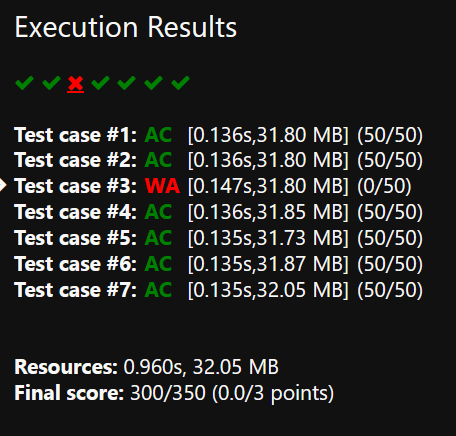 Execution Results
Test case #1: AC [0.136s,31.80 MB] (50/50)
Test case #2: AC [0.136s,31.80 MB] (50/50)
Test case #3: WA [0.147s,31.80 MB] (0/50)
Test case #4: AC [0.136s,31.85 MB] (50/50)
Test case #5: AC [0.135s,31.73 MB] (50/50)
Test case #6: AC [0.135s,31.87 MB] (50/50)
Test case #7: AC [0.135s,32.05 MB] (50/50)
Resources: 0.960s, 32.05 MB
Final score: 300/350 (0.0/3 points)